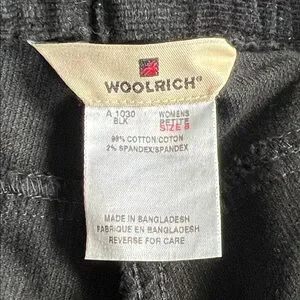 WOOLRICH®
A 1030 WOMENS
BLK PETITE
SIZE 8
98% COTTON/COTON
2% SPANDEX/SPANDEX
MADE IN BANGLADESH
FABRIQUE EN BANGLADESH
REVERSE FOR CARE